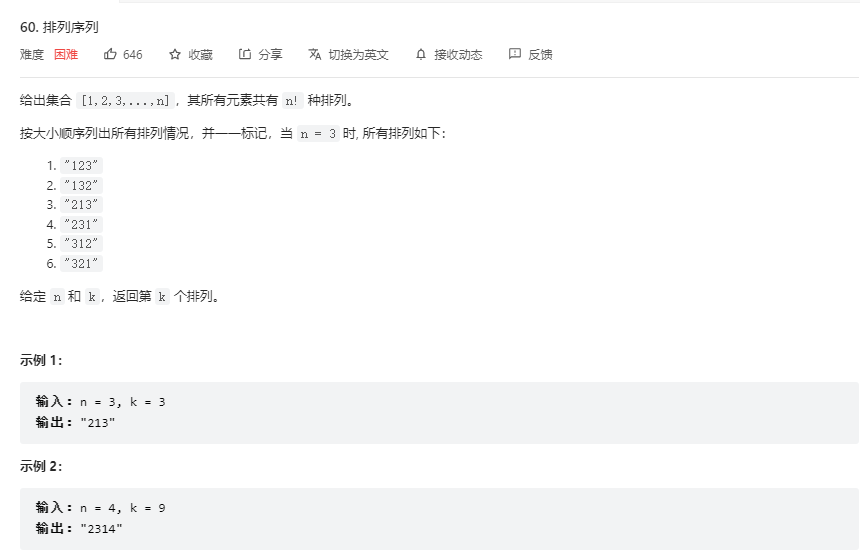 60. 排列序列
难度 困难 646 收藏 分享 切换为英文 接收动态 反馈
给出集合 [1,2,3,...,n]，其所有元素共有 n! 种排列。
按大小顺序列出所有排列情况，并一一标记，当 n = 3 时, 所有排列如下：
1. "123"
2. "132"
3. "213"
4. "231"
5. "312"
6. "321"
给定 n 和 k，返回第 k 个排列。
示例 1：
输入：n = 3, k = 3
输出："213"
示例 2：
输入：n = 4, k = 9
输出："2314"